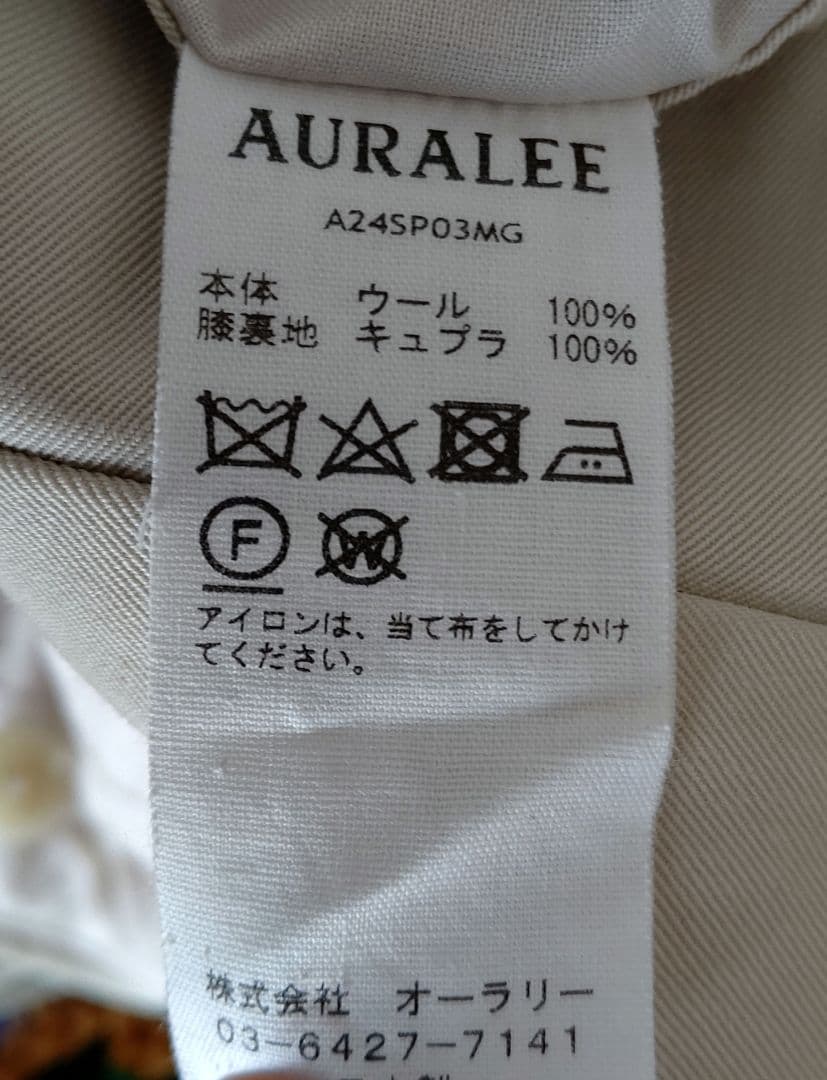 AURALEE
A24SP03MG
本体 ウール 100%
膝裏地 キュプラ 100%
F W
アイロンは、当て布をしてかけ
てください。
株式会社 オーラリー
03-6427-7141